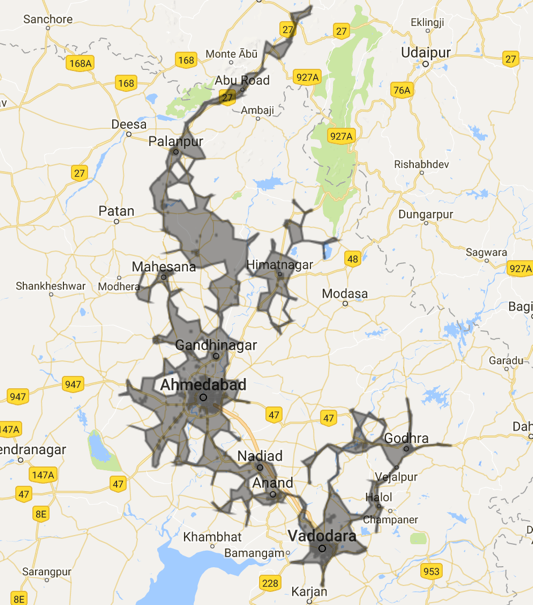 Sanchore
Eklingji
27
27
Monte Ābū
Udaipur
168A
168
27
168
Abu Road
927A
76A
27
Ambaji
Deesa
Palanpur
927A
27
Rishabhdev
Patan
Dungarpur
Mahesana
Himatnagar
48
Sagwara
927A
Shankheshwar
Modhera
Modasa
Bagi
Gandhinagar
Garadu
Ahmedabad
947
947
47
47
147A
Godhra
Dah
endranagar
Nadiad
147A
47
Anand
Vejalpur
47
Halol
8E
Champaner
Khambhat
Vadodara
Bamangam
Sarangpur
953
228
8E
Karjan
D